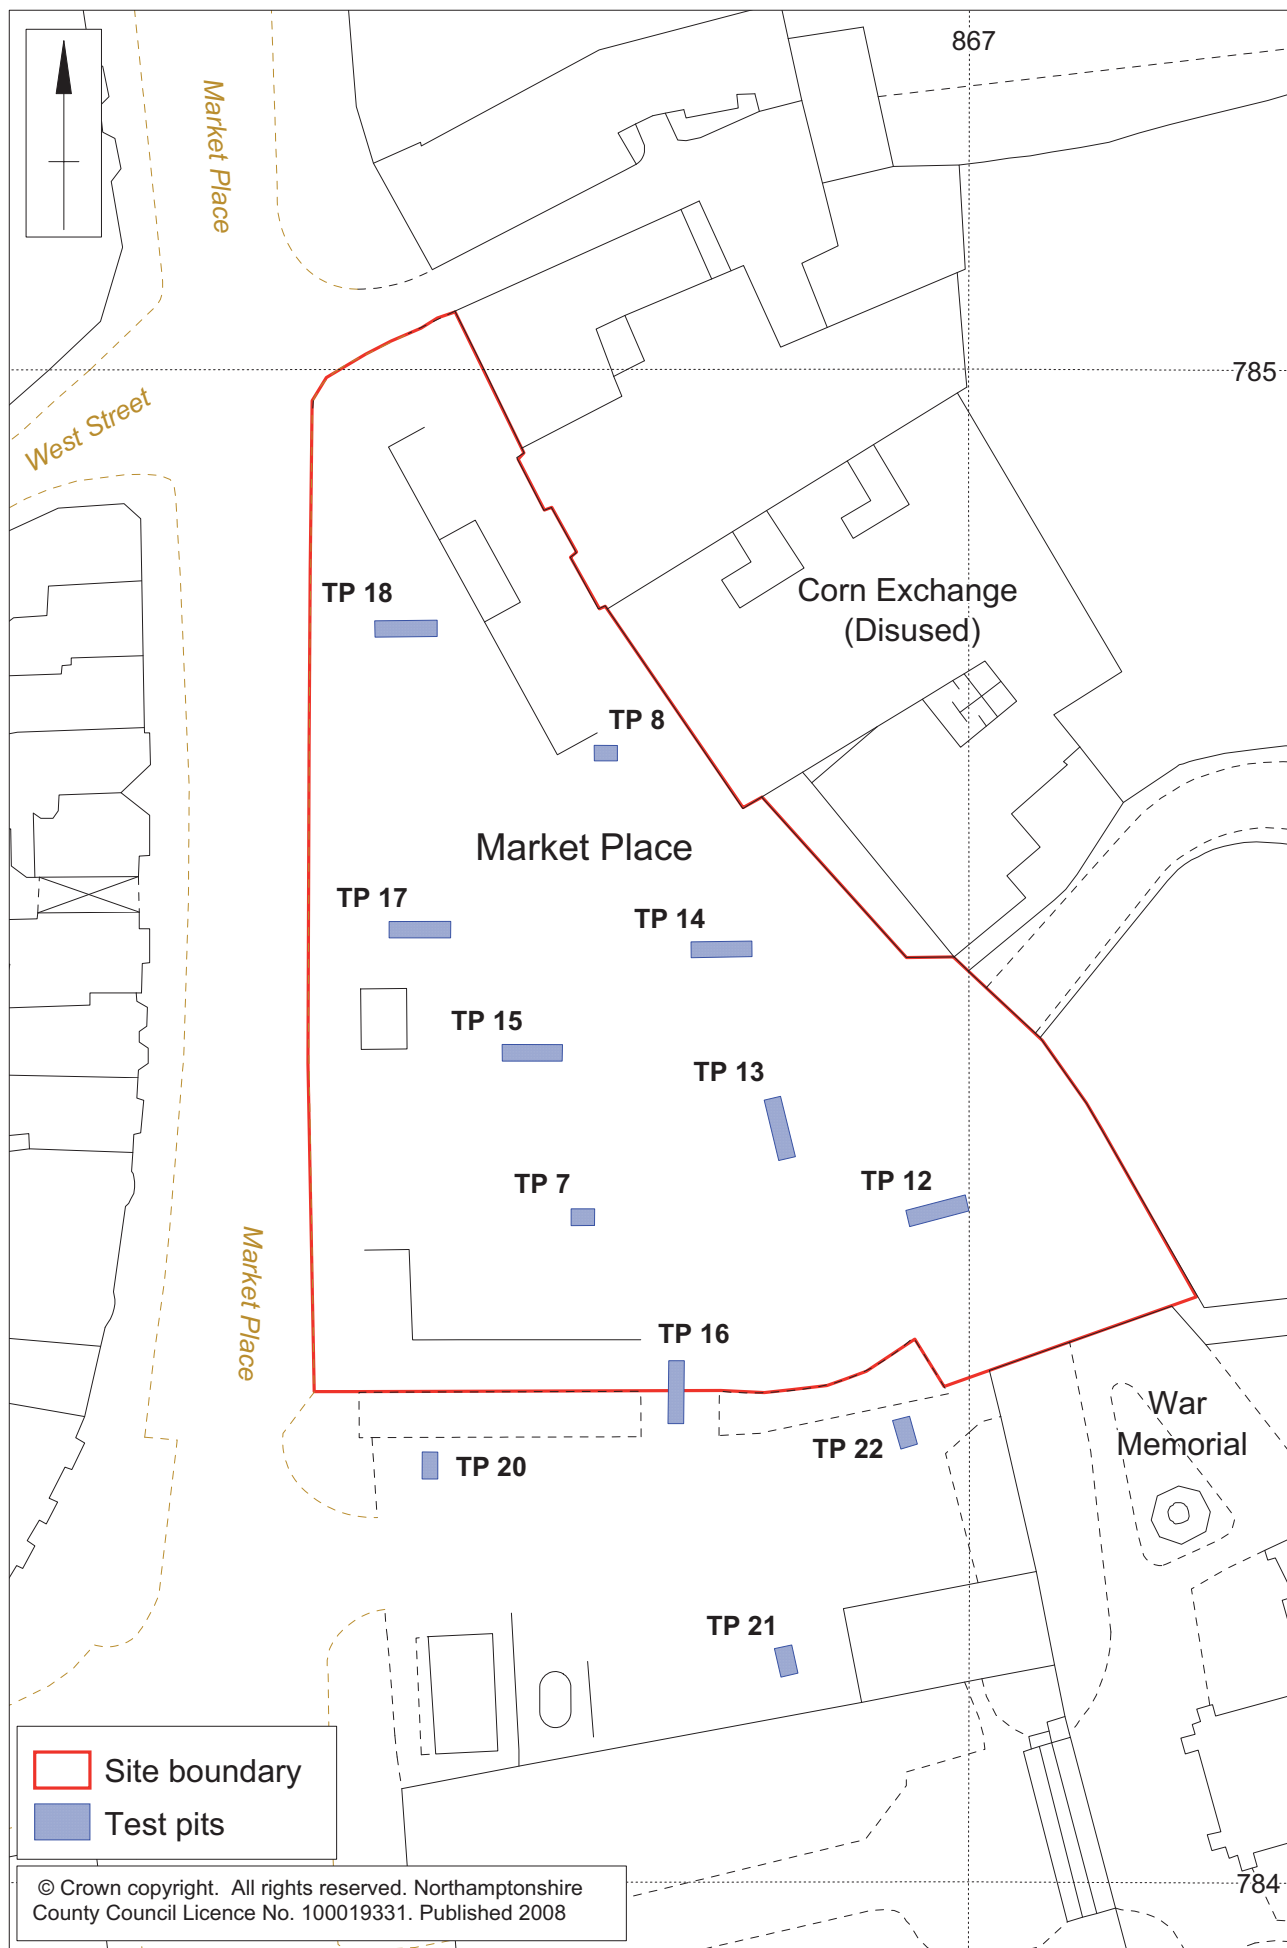 867
Market Place
785
West Street
Corn Exchange
(Disused)
TP 18
TP 8
Market Place
TP 17
TP 14
TP 15
TP 13
TP 7
TP 12
Market Place
TP 16
War
Memorial
TP 22
TP 20
TP 21
Site boundary
Test pits
784
© Crown copyright. All rights reserved. Northamptonshire
County Council Licence No. 100019331. Published 2008